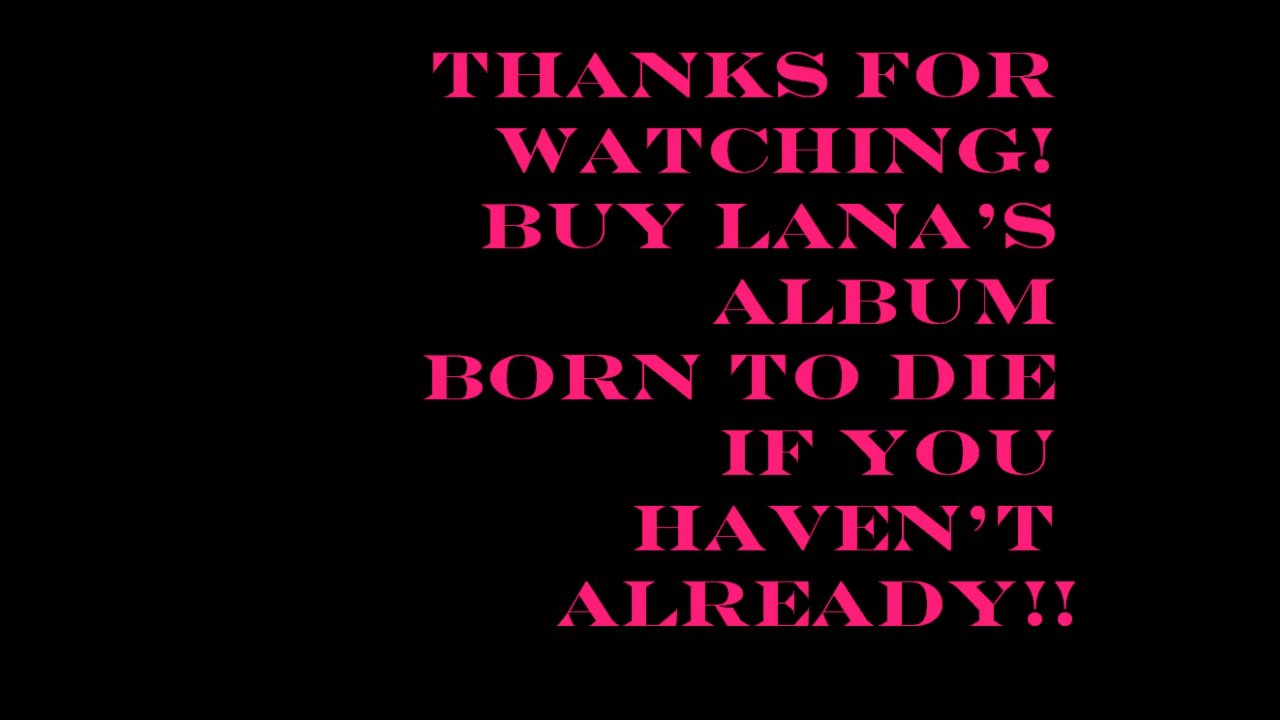 THANKS FOR
WATCHING!
BUY LANA'S
ALBUM
BORN TO DIE
IF YOU
HAVEN'T
ALREADY!!